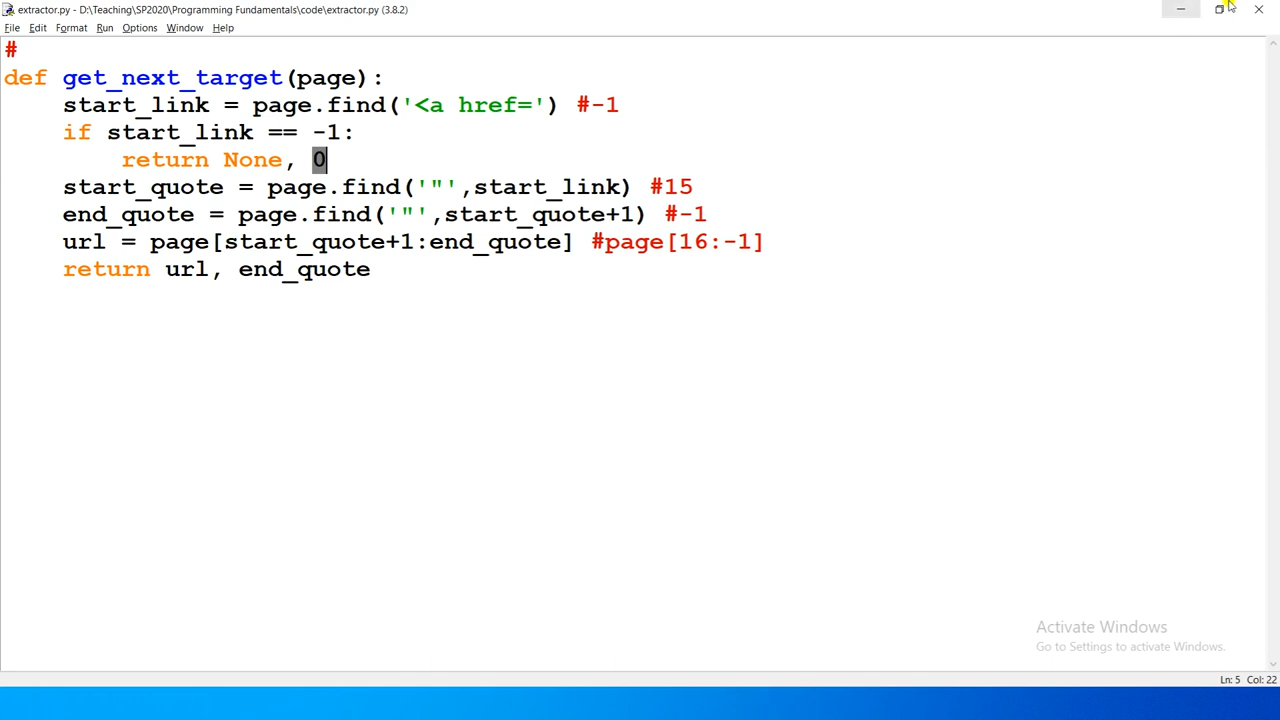 extractor.py - D:\Teaching\SP2020\Programming Fundamentals\code\extractor.py (3.8.2)
File Edit Format Run Options Window Help
#
def get_next_target(page):
    start_link = page.find('<a href=') #-1
    if start_link == -1:
        return None, 0
    start_quote = page.find('"',start_link) #15
    end_quote = page.find('"',start_quote+1) #-1
    url = page[start_quote+1:end_quote] #page[16:-1]
    return url, end_quote
Activate Windows
Go to Settings to activate Windows.
Ln: 5 Col: 22